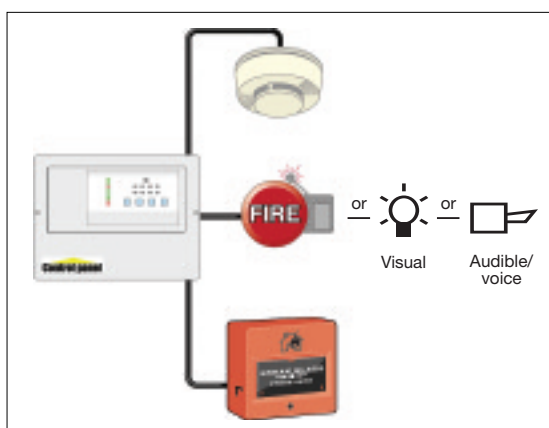 FIRE
or
or
Visual
Audible/
voice
Control panel